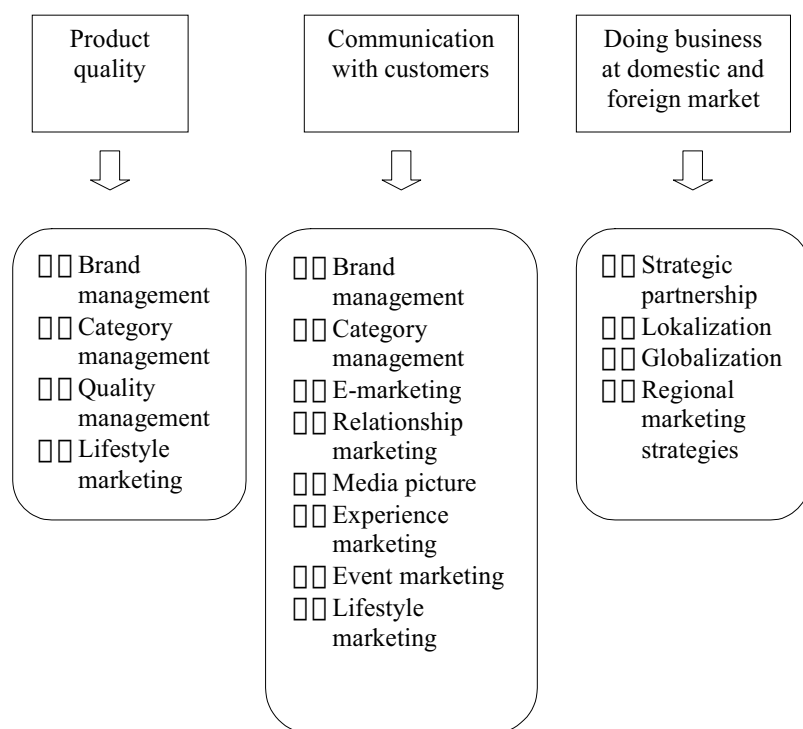 Product
quality
Communication
with customers
Doing business
at domestic and
foreign market
Brand
management
Category
management
Quality
management
Lifestyle
marketing
Brand
management
Category
management
E-marketing
Relationship
marketing
Media picture
Experience
marketing
Event marketing
Lifestyle
marketing
Strategic
partnership
Lokalization
Globalization
Regional
marketing
strategies